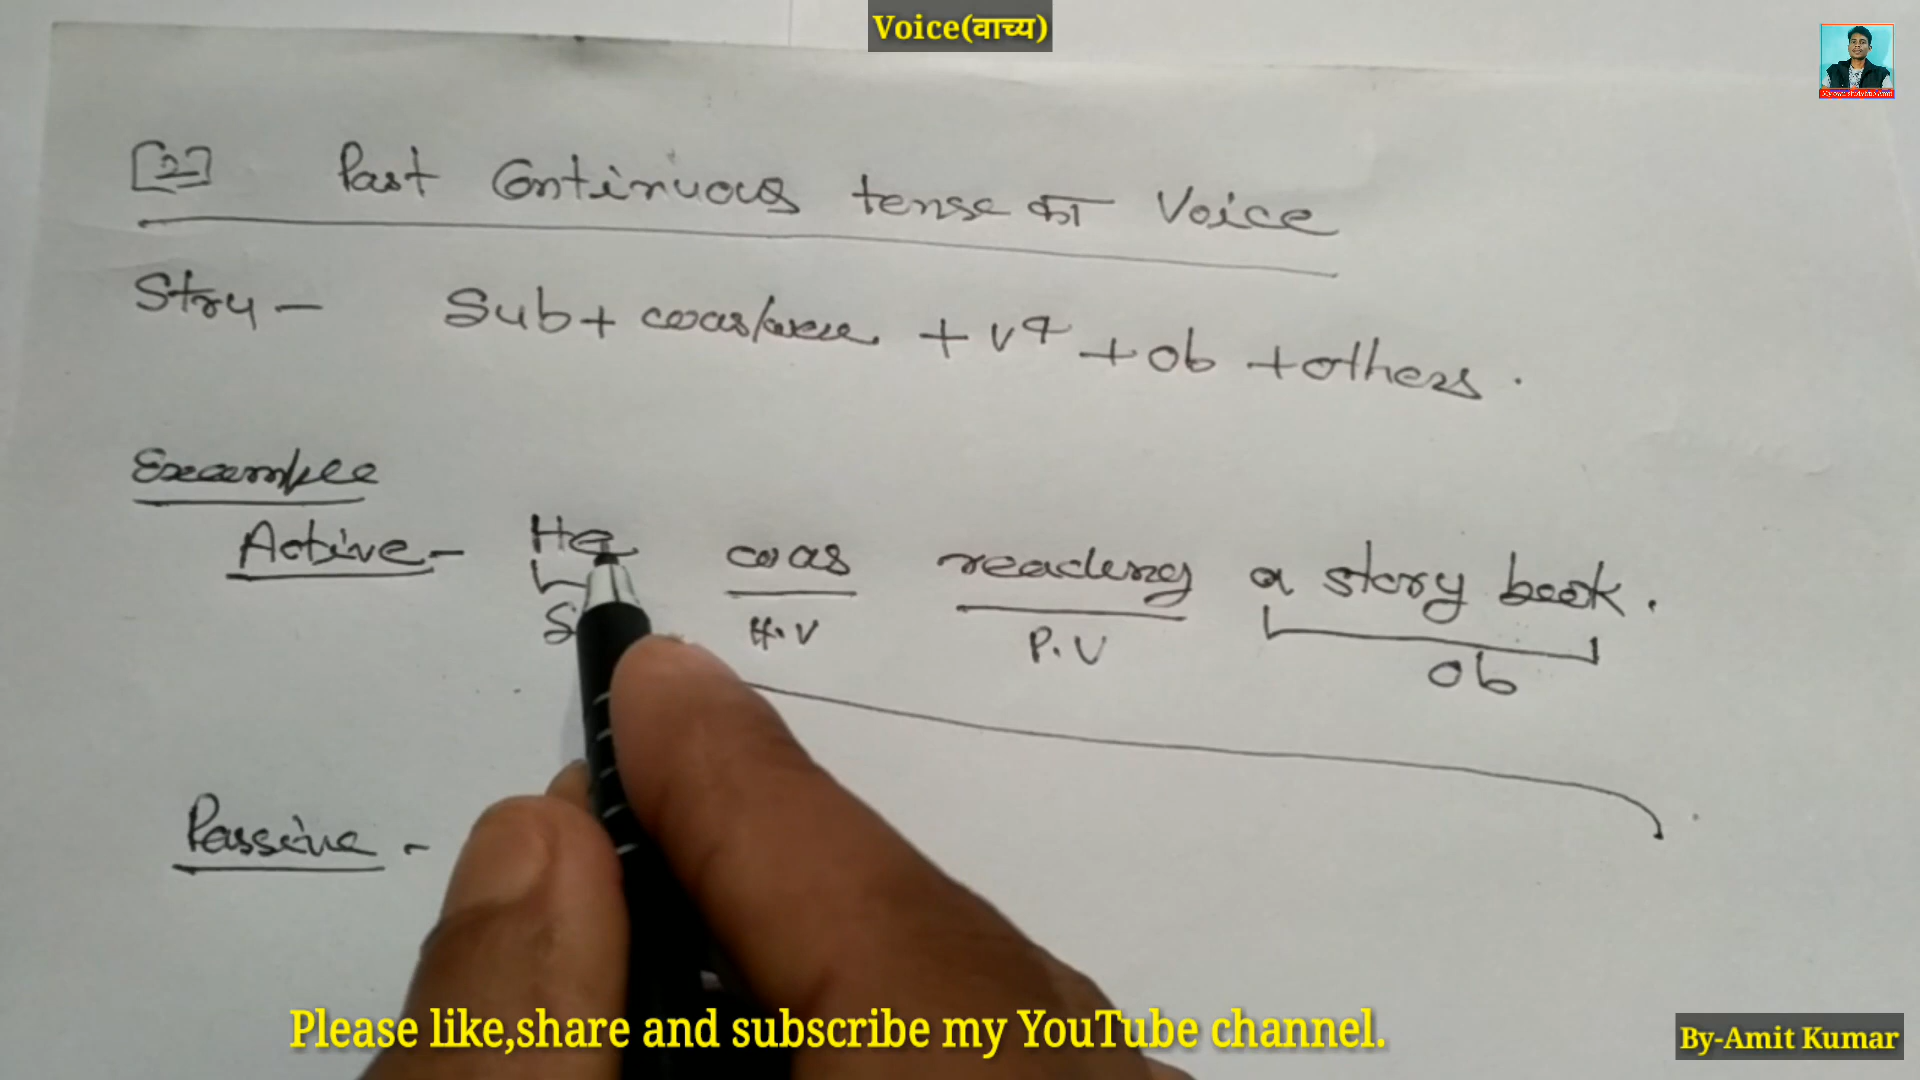 Voice(वाच्य)
[2] Past Continuous tense का Voice
Stru - Sub + was/were + v4 + ob + others.
Example
Active - He was reading a story book.
H.V P.V
ob
Passive -
Please like,share and subscribe my YouTube channel.
By-Amit Kumar